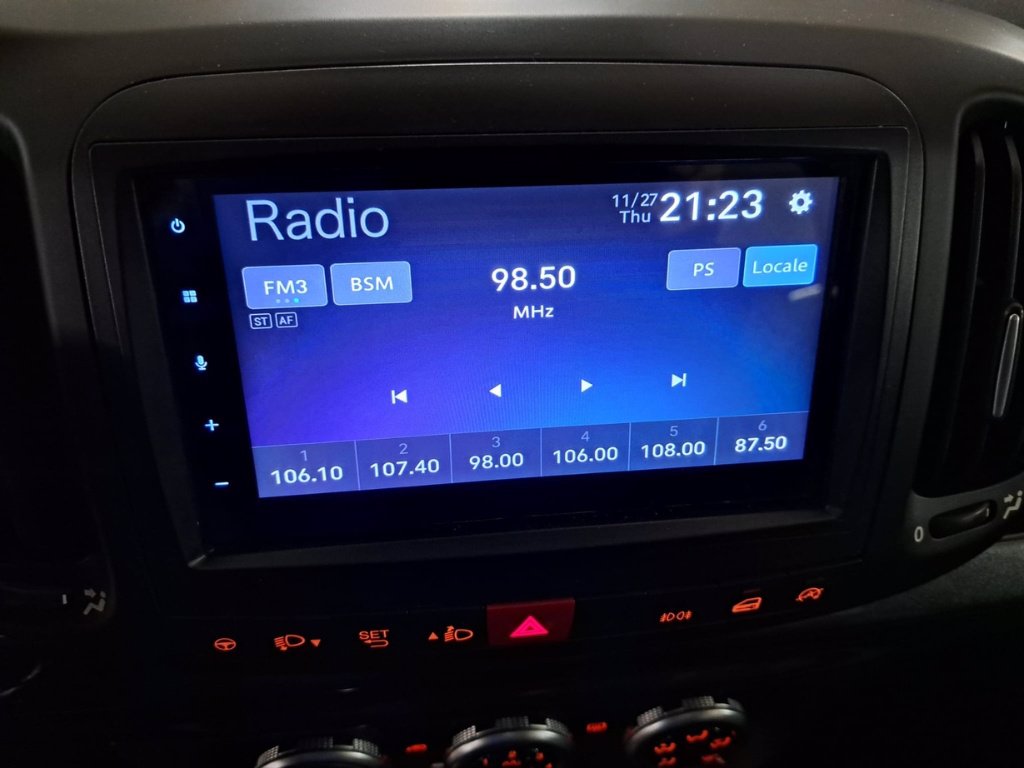 Radio
11/27
Thu
21:23
FM3
BSM
98.50
MHz
PS
Locale
ST AF
1 2 3 4 5 6
106.10 107.40 98.00 106.00 108.00 87.50
0
SET